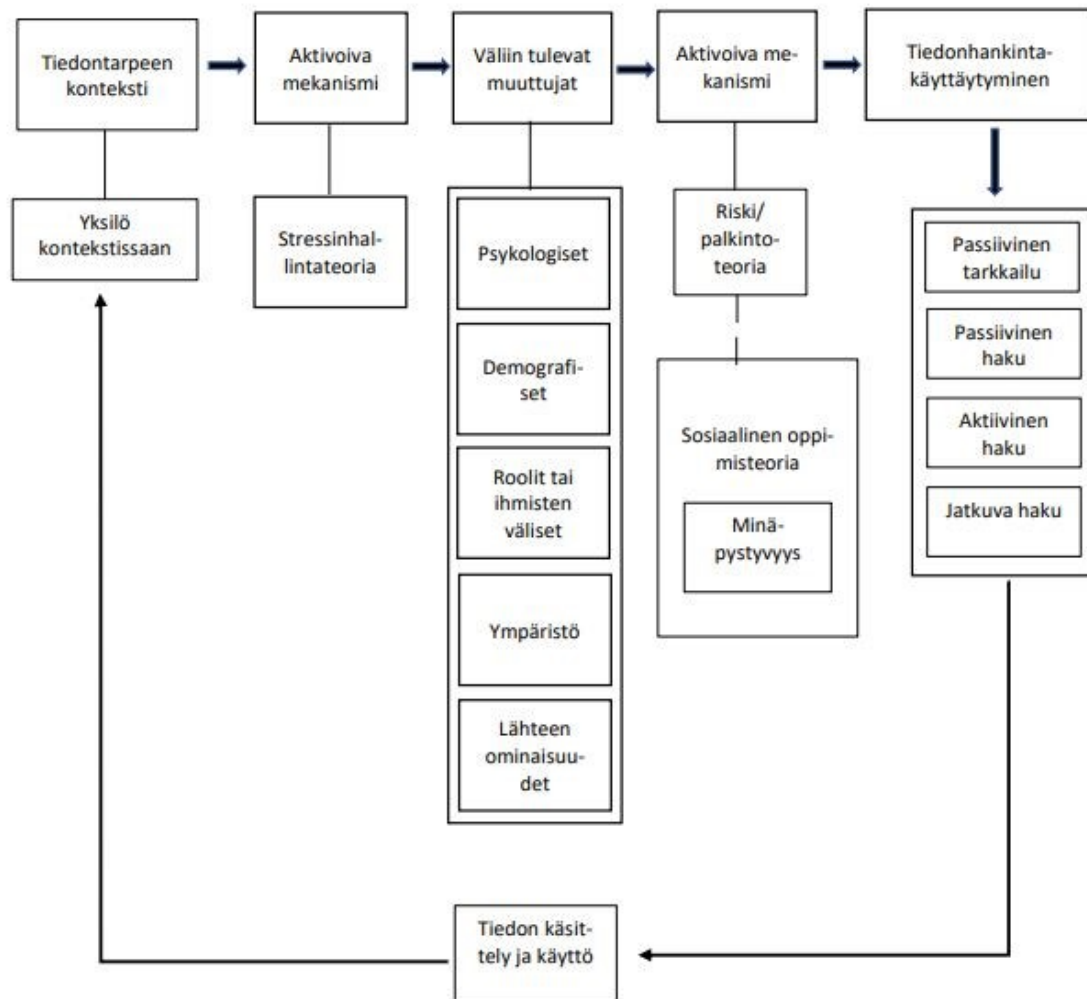 Tiedontarpeen
konteksti
Aktivoiva
mekanismi
Väliin tulevat
muuttujat
Aktivoiva me-
kanismi
Tiedonhankinta-
käyttäytyminen
Yksilö
kontekstissaan
Stressinhal-
lintateoria
Psykologiset
Demografi-
set
Roolit tai
ihmisten
väliset
Ympäristö
Lähteen
ominaisuu-
det
Riski/
palkinto-
teoria
Sosiaalinen oppi-
misteoria
Minä-
pystyvyys
Passiivinen
tarkkailu
Passiivinen
haku
Aktiivinen
haku
Jatkuva haku
Tiedon käsit-
tely ja käyttö